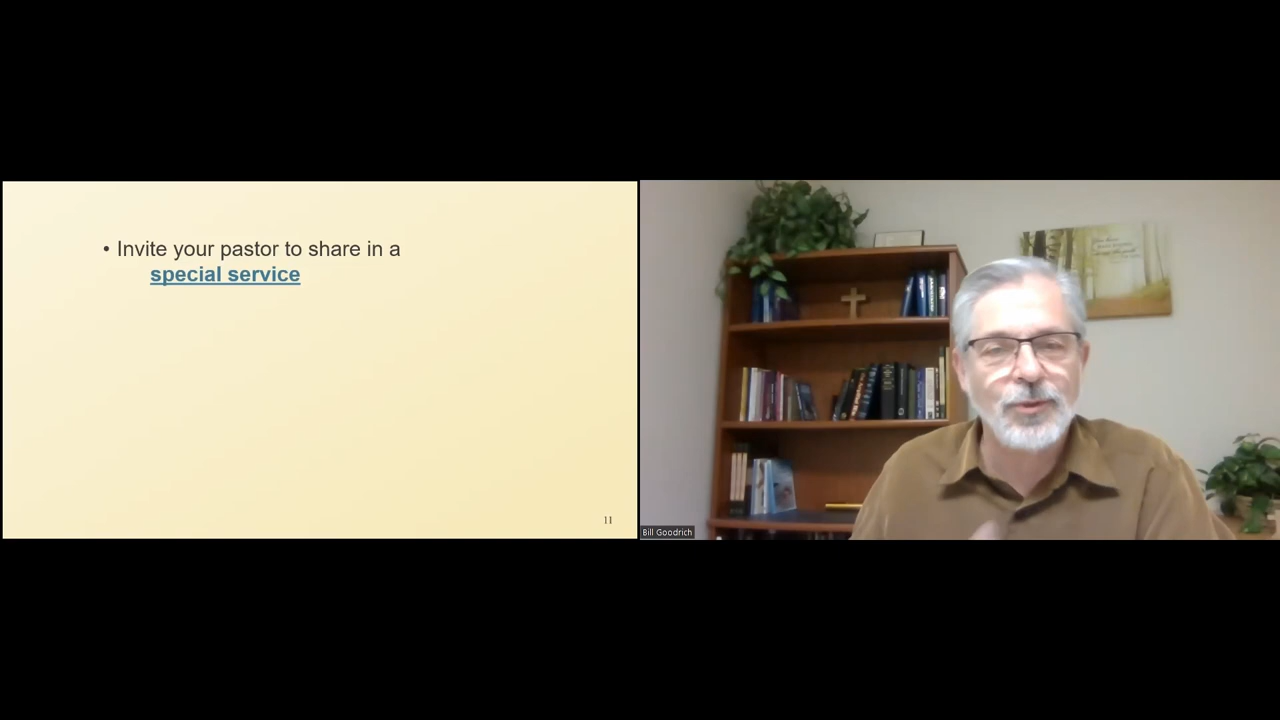 • Invite your pastor to share in a
special service
11
Bill Goodrich